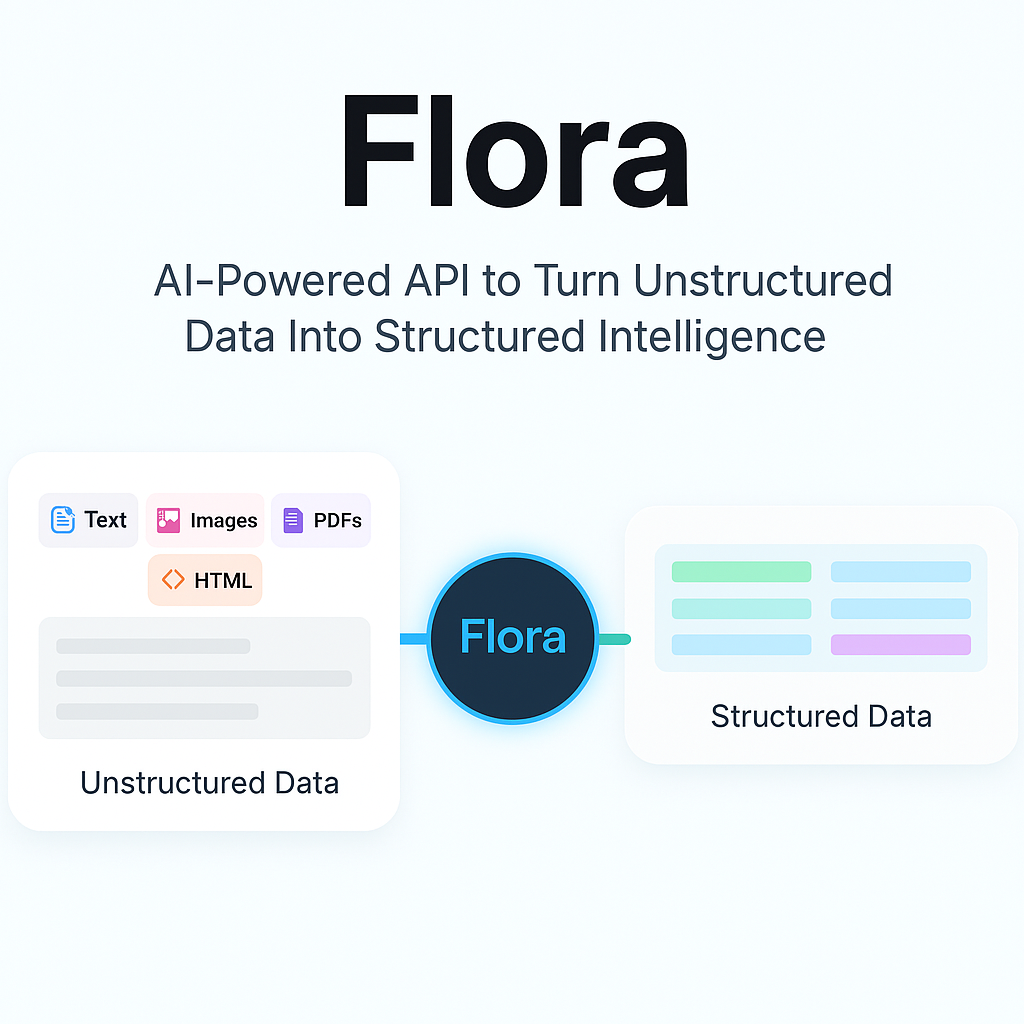 Flora
AI-Powered API to Turn Unstructured
Data Into Structured Intelligence
Text
Images
PDFs
HTML
Unstructured Data
Flora
Structured Data